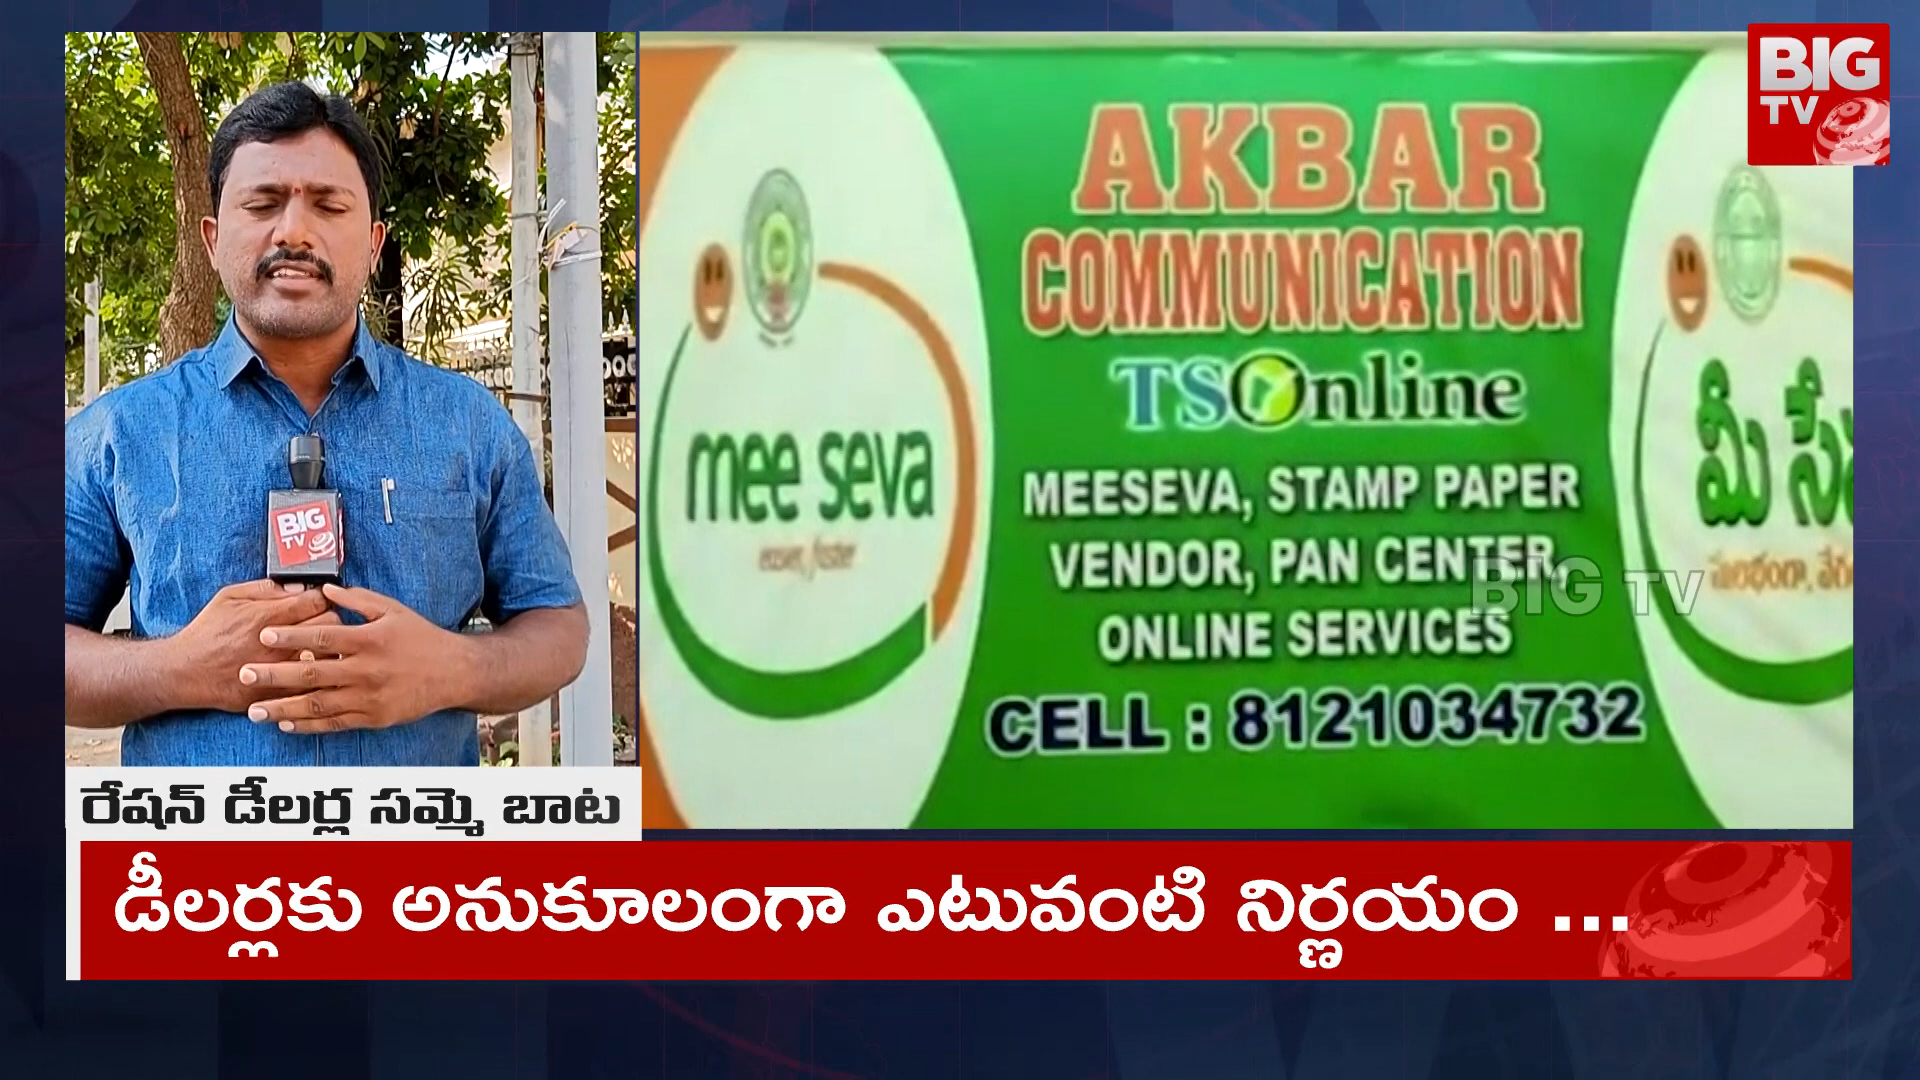 BIG
TV
AKBAR
COMMUNICATION
TSOnline
MEESEVA, STAMP PAPER
VENDOR, PAN CENTER,
ONLINE SERVICES
CELL : 8121034732
mee seva
మీ సే
BIG TV
BIG
TV
రేషన్ డీలర్ల సమ్మె బాట
డీలర్లకు అనుకూలంగా ఎటువంటి నిర్ణయం ...